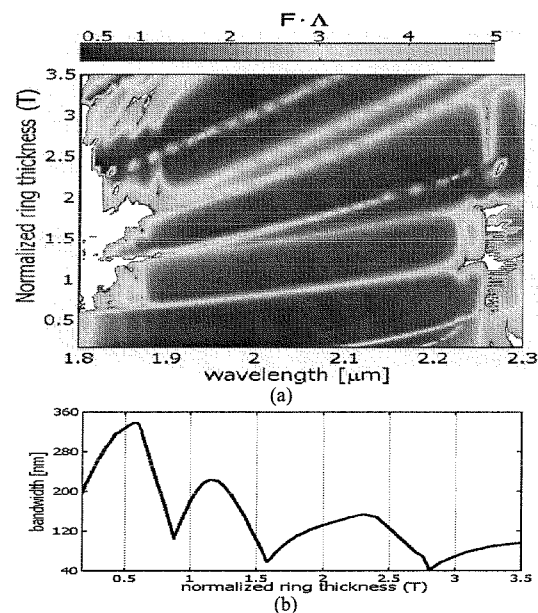 F · Λ
0.5 1 2 3 4 5
Normalized ring thickness (T)
3.5
3
2.5
2
1.5
1
0.5
1.8 1.9 2 2.1 2.2 2.3
wavelength [μm]
(a)
bandwidth [nm]
360
280
200
120
40
0.5 1 1.5 2 2.5 3 3.5
normalized ring thickness (T)
(b)